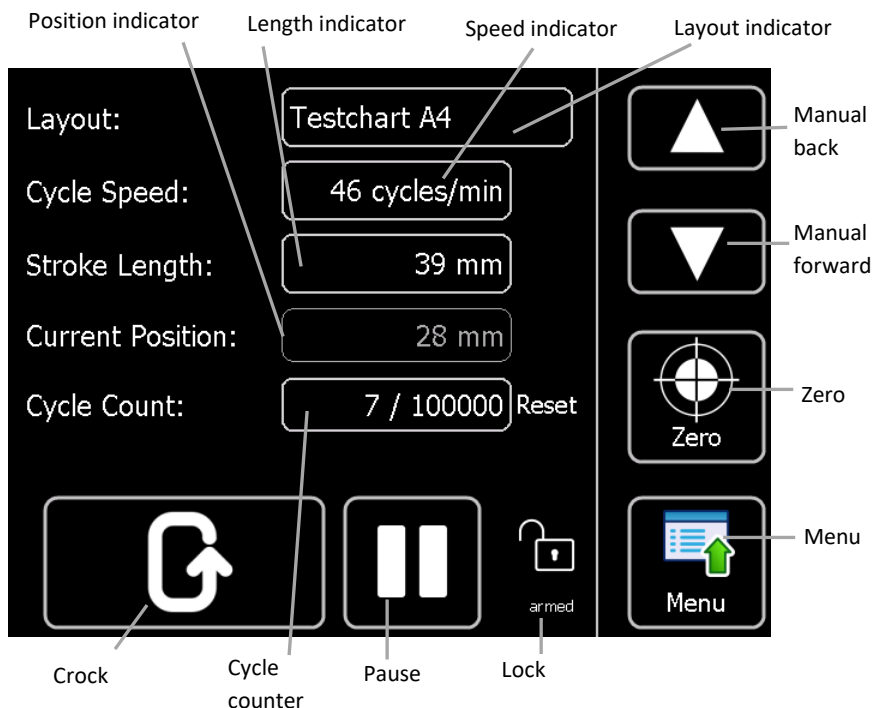 Position indicator
Length indicator
Speed indicator
Layout indicator
Layout:
Testchart A4
Manual
back
Cycle Speed:
46 cycles/min
Stroke Length:
39 mm
Manual
forward
Current Position:
28 mm
Cycle Count:
7 / 100000
Reset
Zero
Zero
armed
Menu
Menu
Crock
Cycle
counter
Pause
Lock